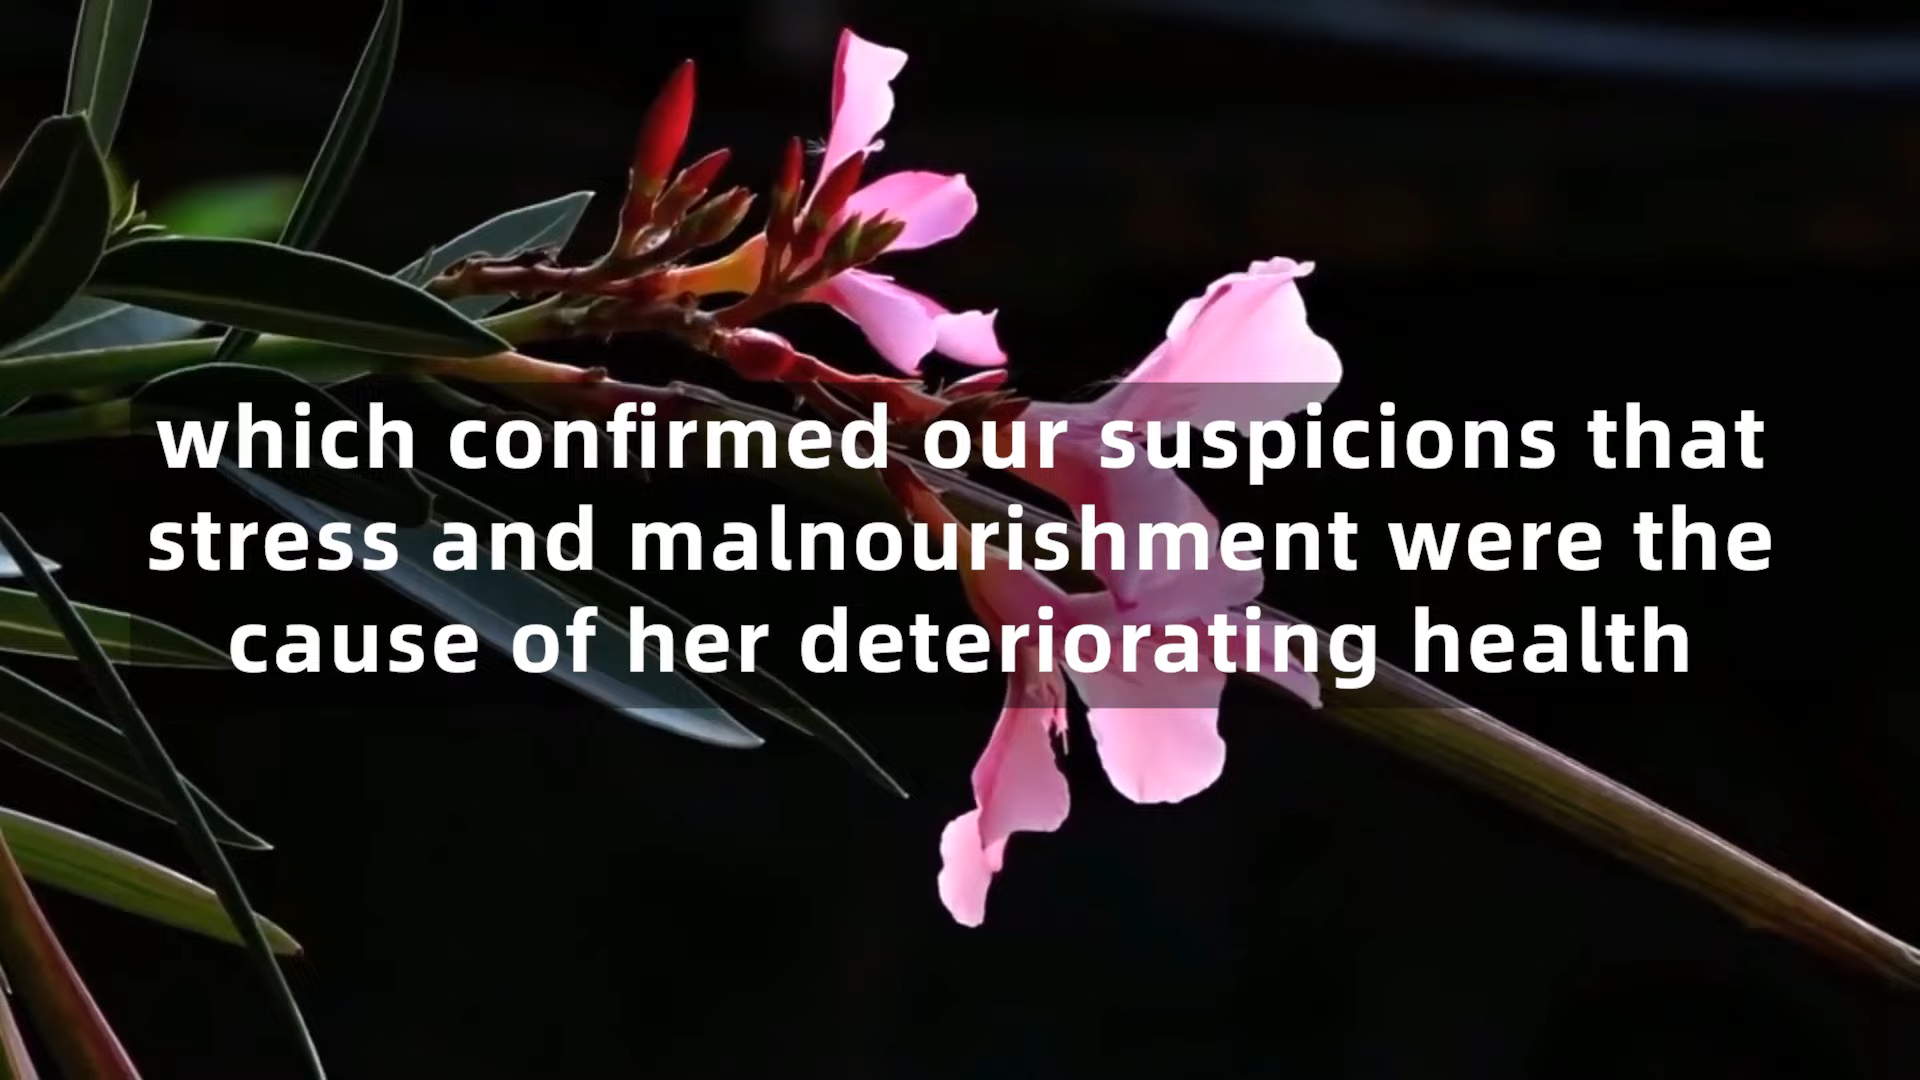 which confirmed our suspicions that
stress and malnourishment were the
cause of her deteriorating health